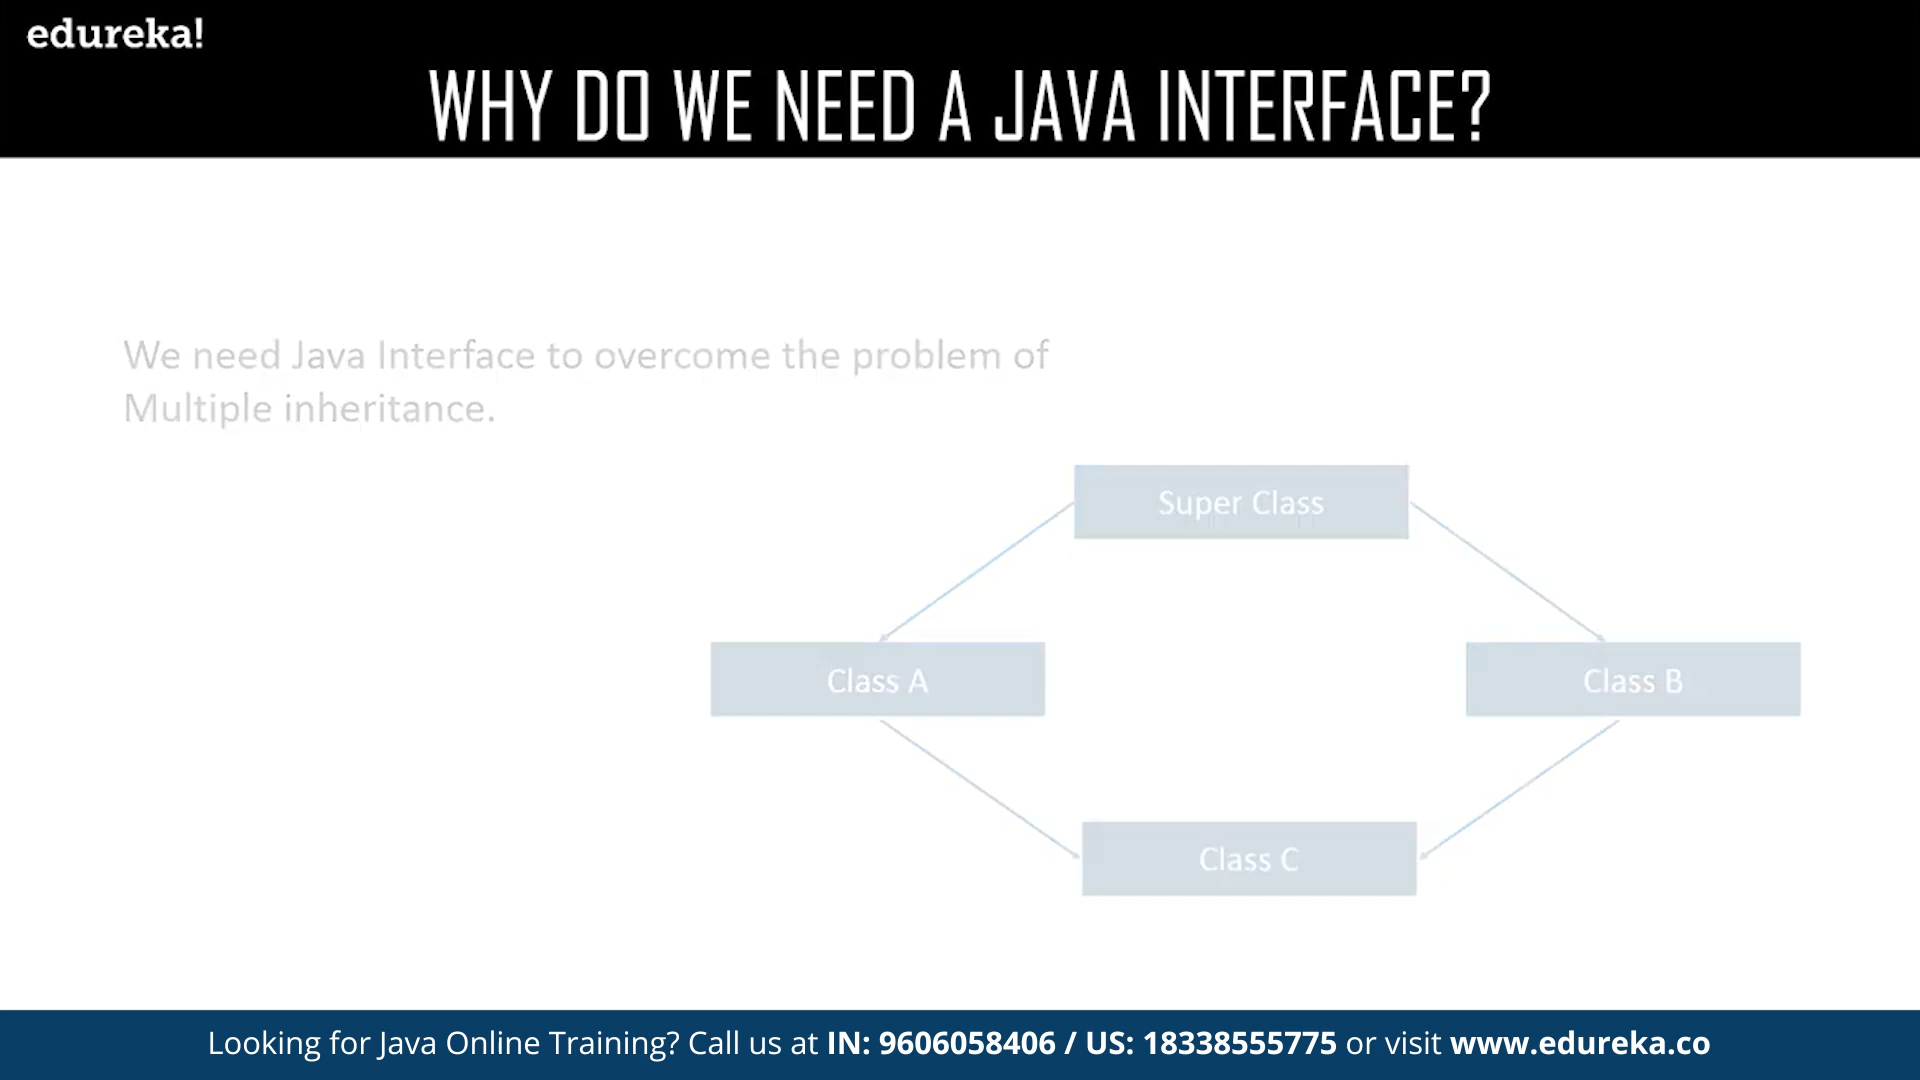 edureka!
WHY DO WE NEED A JAVA INTERFACE?
We need Java Interface to overcome the problem of
Multiple inheritance.
Super Class
Class A
Class B
Class C
Looking for Java Online Training? Call us at IN: 9606058406 / US: 18338555775 or visit www.edureka.co